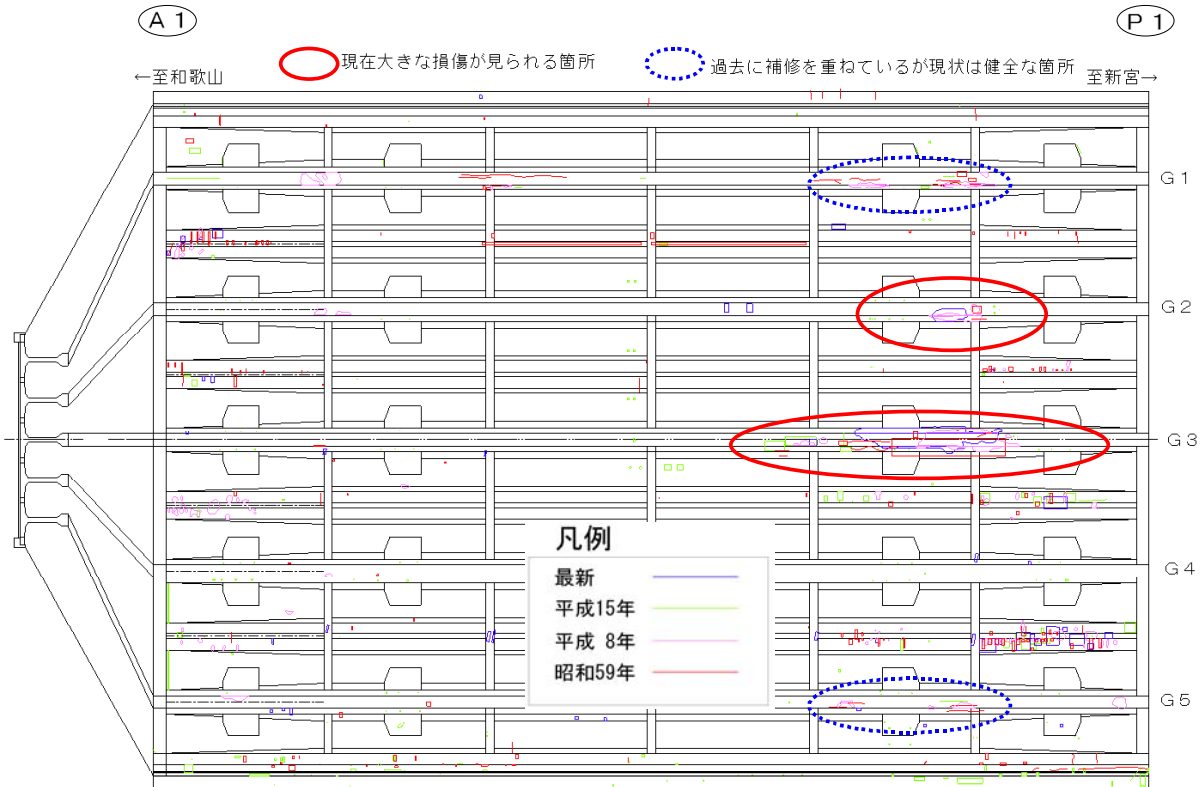 A1
P1
現在大きな損傷が見られる箇所
過去に補修を重ねているが現状は健全な箇所
←至和歌山
至新宮→
G1
G2
G3
G4
G5
凡例
最新
平成15年
平成 8年
昭和59年